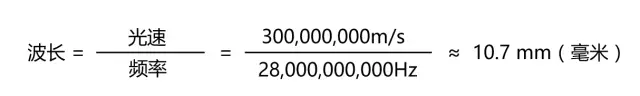 波长 = 光速 / 频率 = 300,000,000m/s / 28,000,000,000Hz ≈ 10.7 mm（毫米）